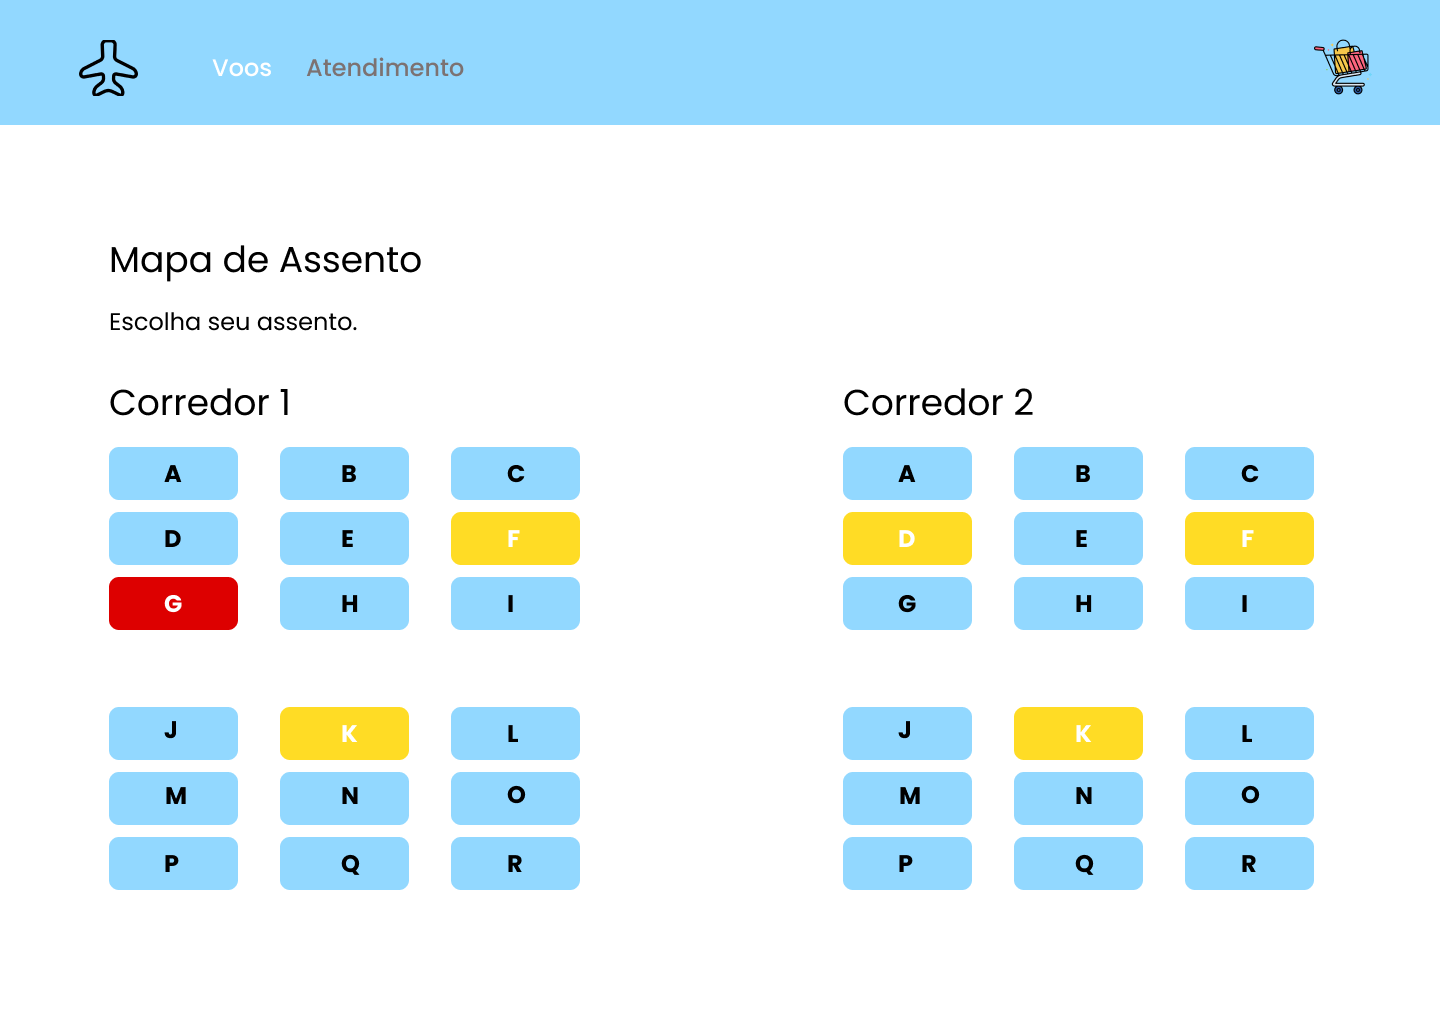 Voos Atendimento
Mapa de Assento
Escolha seu assento.
Corredor 1
A B C
D E F
G H I
J K L
M N O
P Q R
Corredor 2
A B C
D E F
G H I
J K L
M N O
P Q R